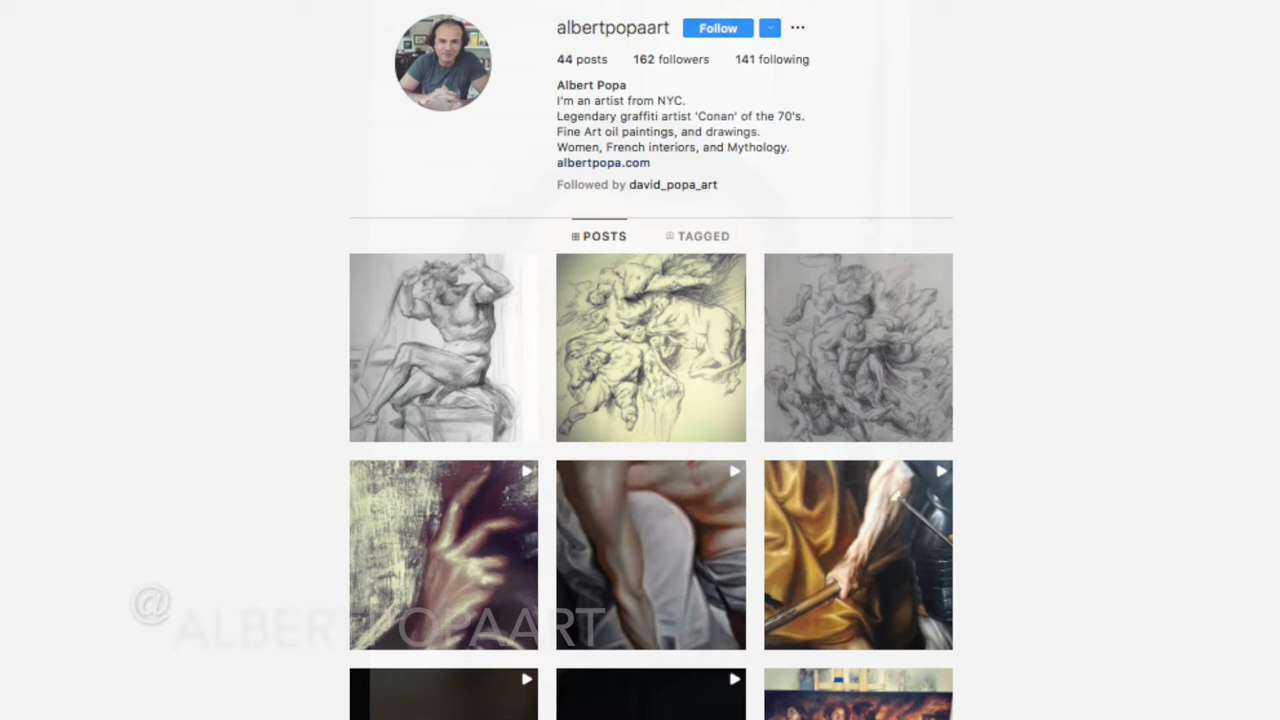 albertpopaart Follow
44 posts 162 followers 141 following
Albert Popa
I'm an artist from NYC.
Legendary graffiti artist 'Conan' of the 70's.
Fine Art oil paintings, and drawings.
Women, French interiors, and Mythology.
albertpopa.com
Followed by david_popa_art
POSTS TAGGED
@
ALBERTPOPAART